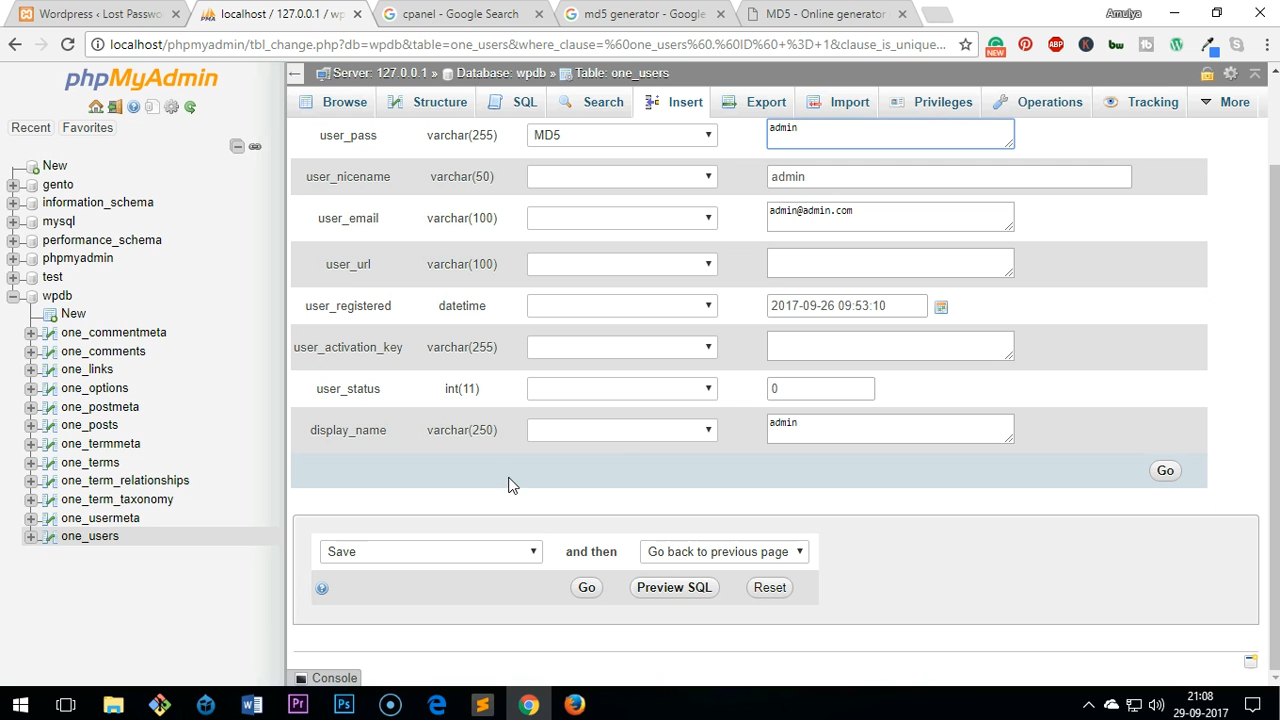 Wordpress ‹ Lost Passwo
localhost / 127.0.0.1 / wp
cpanel - Google Search
md5 generator - Google
MD5 - Online generator
Amulya
localhost/phpmyadmin/tbl_change.php?db=wpdb&table=one_users&where_clause=%60one_users%60.%60ID%60+%3D+1&clause_is_unique...
NEW
ABP
K
bw
tb
phpMyAdmin
Recent
Favorites
New
gento
information_schema
mysql
performance_schema
phpmyadmin
test
wpdb
New
one_commentmeta
one_comments
one_links
one_options
one_postmeta
one_posts
one_termmeta
one_terms
one_term_relationships
one_term_taxonomy
one_usermeta
one_users
Server: 127.0.0.1 » Database: wpdb » Table: one_users
Browse
Structure
SQL
Search
Insert
Export
Import
Privileges
Operations
Tracking
More
user_pass varchar(255) MD5 admin
user_nicename varchar(50) admin
user_email varchar(100) admin@admin.com
user_url varchar(100)
user_registered datetime 2017-09-26 09:53:10
user_activation_key varchar(255)
user_status int(11) 0
display_name varchar(250) admin
Go
Save and then Go back to previous page
Go Preview SQL Reset
Console
Pr
Ps
21:08
29-09-2017